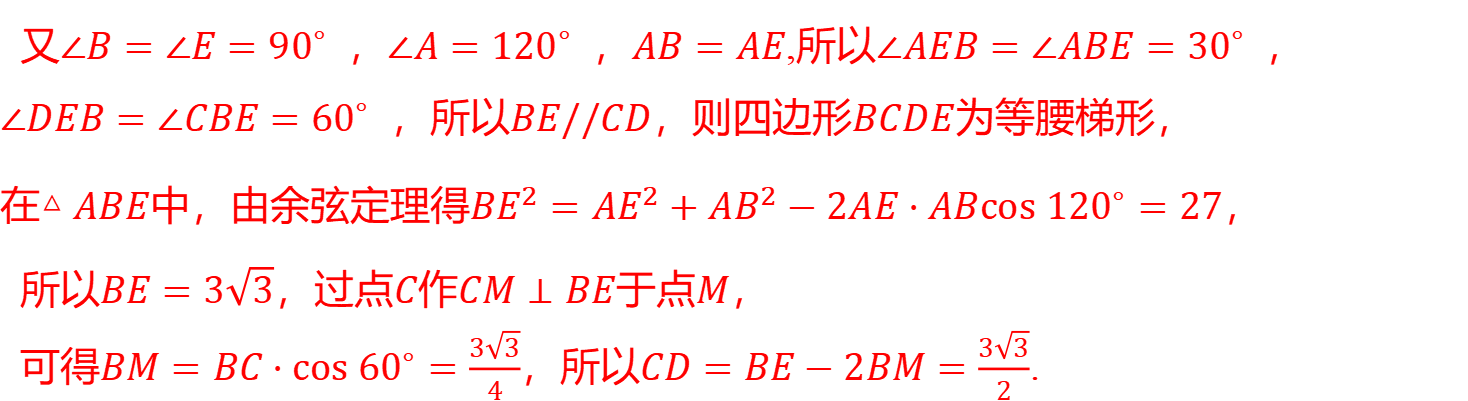 又∠B = ∠E = 90° ，∠A = 120° ，AB = AE,所以∠AEB = ∠ABE = 30° ，
∠DEB = ∠CBE = 60° ，所以BE//CD，则四边形BCDE为等腰梯形，
在△ ABE中，由余弦定理得BE² = AE² + AB² − 2AE · ABcos 120° = 27，
所以BE = 3√3，过点C作CM ⊥ BE于点M，
可得BM = BC · cos 60° = 3√3/4，所以CD = BE − 2BM = 3√3/2.